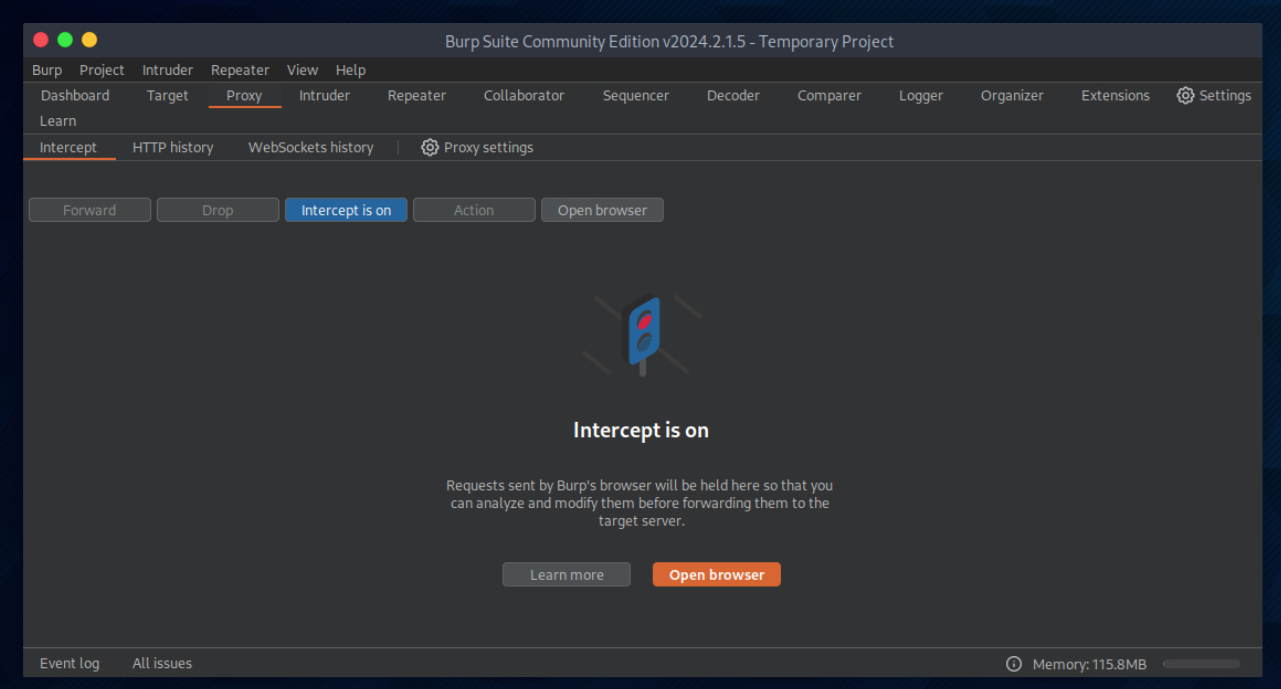 Burp Suite Community Edition v2024.2.1.5 - Temporary Project
Burp Project Intruder Repeater View Help
Dashboard Target Proxy Intruder Repeater Collaborator Sequencer Decoder Comparer Logger Organizer Extensions Settings
Learn
Intercept HTTP history WebSockets history Proxy settings
Forward Drop Intercept is on Action Open browser
Intercept is on
Requests sent by Burp's browser will be held here so that you
can analyze and modify them before forwarding them to the
target server.
Learn more Open browser
Event log All issues Memory: 115.8MB